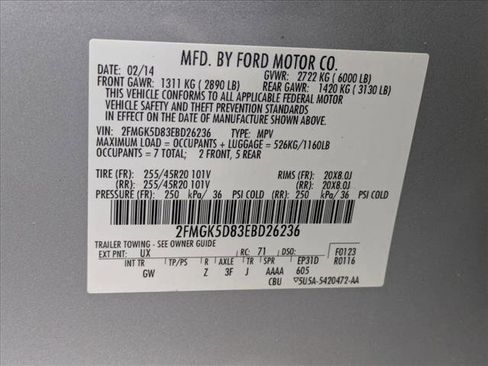 MFD. BY FORD MOTOR CO.
DATE: 02/14 GVWR: 2722 KG (6000 LB)
FRONT GAWR: 1311 KG (2890 LB) REAR GAWR: 1420 KG (3130 LB)
THIS VEHICLE CONFORMS TO ALL APPLICABLE FEDERAL MOTOR
VEHICLE SAFETY AND THEFT PREVENTION STANDARDS
IN EFFECT ON THE DATE OF MANUFACTURE SHOWN ABOVE.
VIN: 2FMGK5D83EBD26236 TYPE: MPV
MAXIMUM LOAD = OCCUPANTS + LUGGAGE = 526KG/1160LB
OCCUPANTS = 7 TOTAL; 2 FRONT, 5 REAR
TIRE (FR): 255/45R20 101V RIMS (FR): 20X8.0J
(RR): 255/45R20 101V (RR): 20X8.0J
PRESSURE (FR): 250 kPa/ 36 PSI COLD (RR): 250 kPa/ 36 PSI COLD
2FMGK5D83EBD26236
TRAILER TOWING - SEE OWNER GUIDE
EXT PNT: UX RC: 71 DSO: F0123
INT TR TP/PS R AXLE TR SPR EP31D R0116
GW Z 3F J AAAA 605
CBU 5U5A-5420472-AA